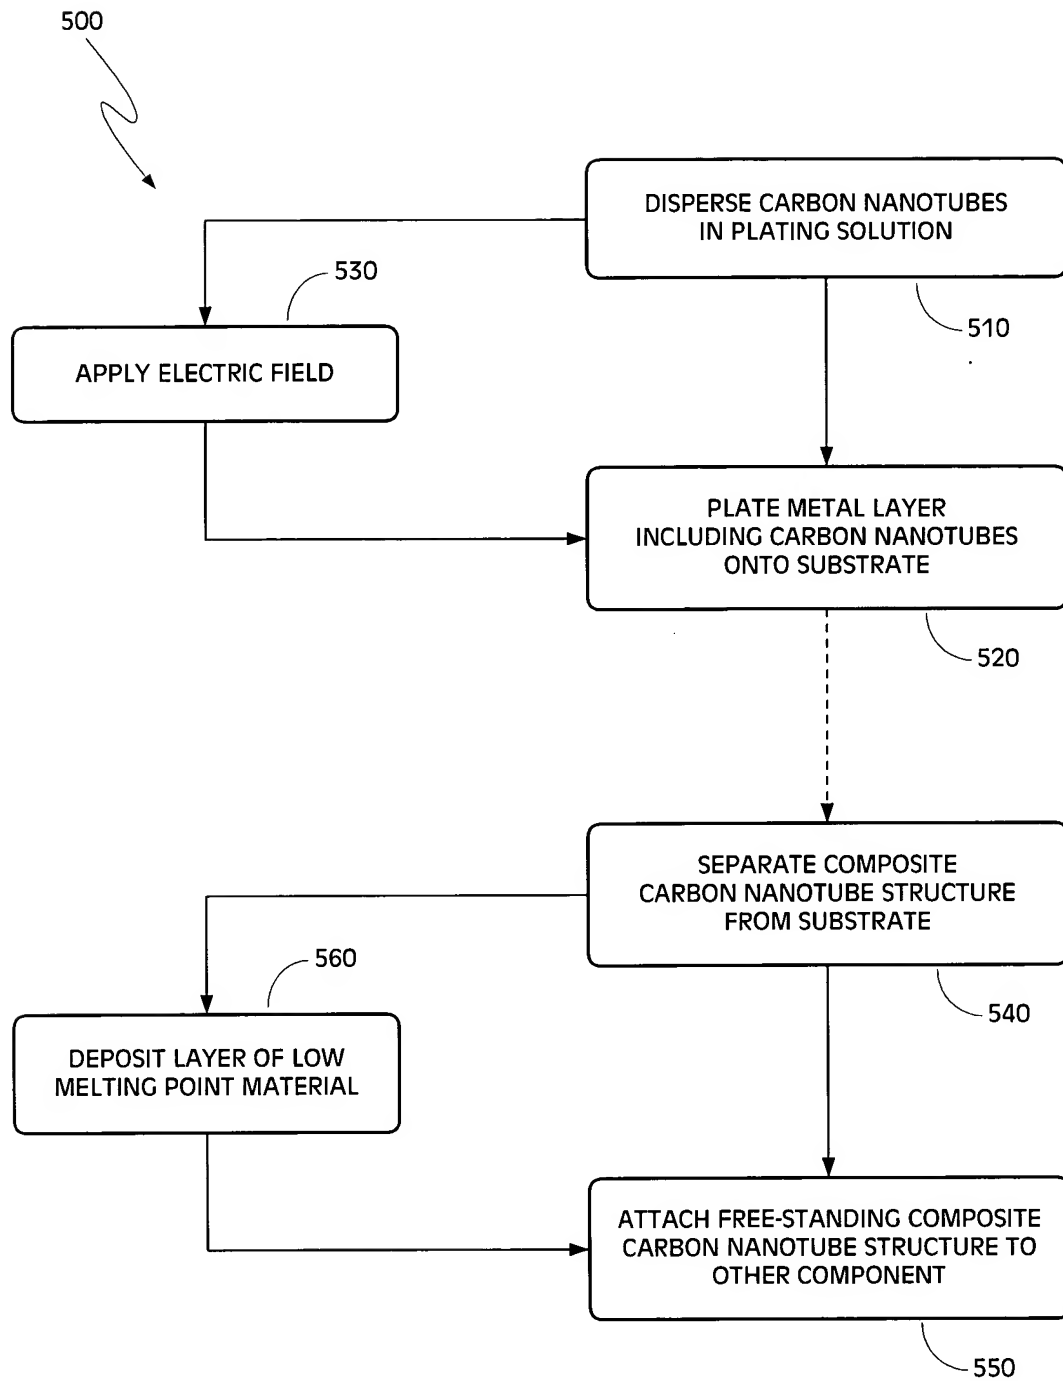 500
DISPERSE CARBON NANOTUBES
IN PLATING SOLUTION
510
530
APPLY ELECTRIC FIELD
PLATE METAL LAYER
INCLUDING CARBON NANOTUBES
ONTO SUBSTRATE
520
SEPARATE COMPOSITE
CARBON NANOTUBE STRUCTURE
FROM SUBSTRATE
540
560
DEPOSIT LAYER OF LOW
MELTING POINT MATERIAL
ATTACH FREE-STANDING COMPOSITE
CARBON NANOTUBE STRUCTURE TO
OTHER COMPONENT
550